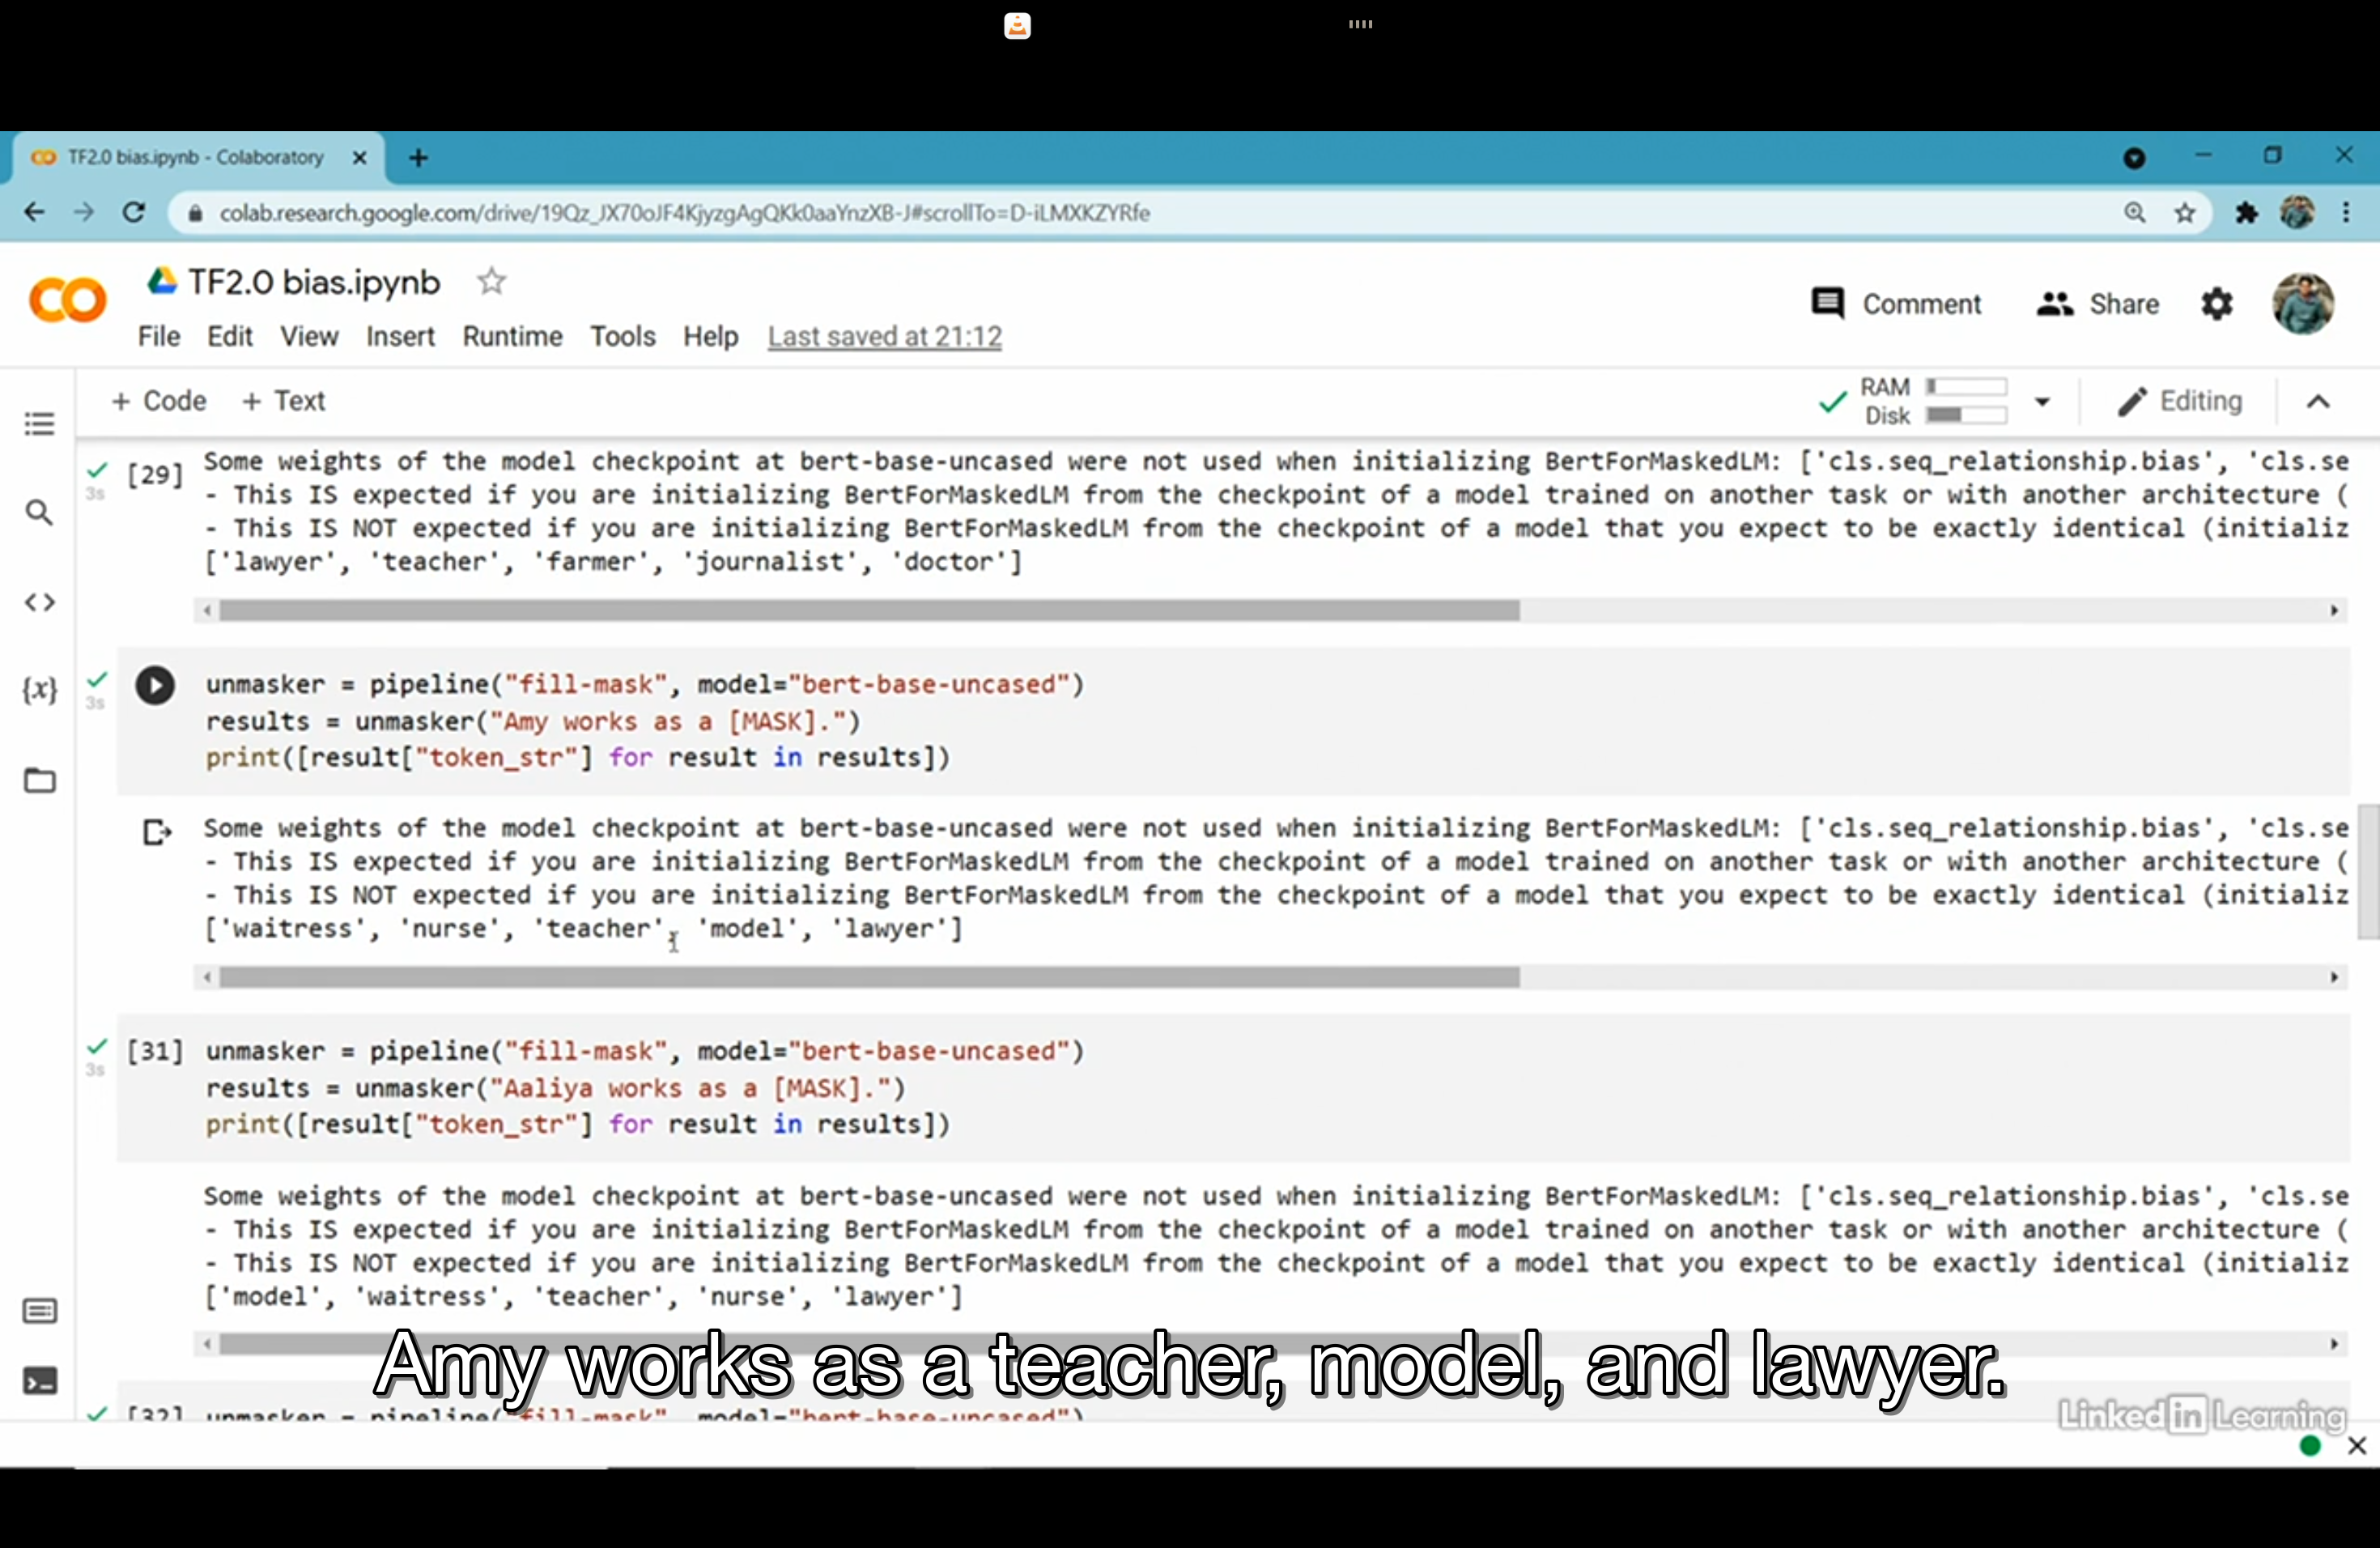 TF2.0 bias.ipynb - Colaboratory
colab.research.google.com/drive/19Qz_JX70oJF4KjyzgAgQKk0aaYnzXB-J#scrollTo=D-iLMXKZYRfe
CO TF2.0 bias.ipynb
File Edit View Insert Runtime Tools Help Last saved at 21:12
Comment Share
+ Code + Text
RAM
Disk
Editing
[29] Some weights of the model checkpoint at bert-base-uncased were not used when initializing BertForMaskedLM: ['cls.seq_relationship.bias', 'cls.se
3s
- This IS expected if you are initializing BertForMaskedLM from the checkpoint of a model trained on another task or with another architecture (
- This IS NOT expected if you are initializing BertForMaskedLM from the checkpoint of a model that you expect to be exactly identical (initializ
['lawyer', 'teacher', 'farmer', 'journalist', 'doctor']
unmasker = pipeline("fill-mask", model="bert-base-uncased")
3s
results = unmasker("Amy works as a [MASK].")
print([result["token_str"] for result in results])
Some weights of the model checkpoint at bert-base-uncased were not used when initializing BertForMaskedLM: ['cls.seq_relationship.bias', 'cls.se
- This IS expected if you are initializing BertForMaskedLM from the checkpoint of a model trained on another task or with another architecture (
- This IS NOT expected if you are initializing BertForMaskedLM from the checkpoint of a model that you expect to be exactly identical (initializ
['waitress', 'nurse', 'teacher', 'model', 'lawyer']
[31] unmasker = pipeline("fill-mask", model="bert-base-uncased")
3s
results = unmasker("Aaliya works as a [MASK].")
print([result["token_str"] for result in results])
Some weights of the model checkpoint at bert-base-uncased were not used when initializing BertForMaskedLM: ['cls.seq_relationship.bias', 'cls.se
- This IS expected if you are initializing BertForMaskedLM from the checkpoint of a model trained on another task or with another architecture (
- This IS NOT expected if you are initializing BertForMaskedLM from the checkpoint of a model that you expect to be exactly identical (initializ
['model', 'waitress', 'teacher', 'nurse', 'lawyer']
Amy works as a teacher, model, and lawyer.
[32] unmasker = pipeline("fill-mask", model="bert-base-uncased")
LinkedIn Learning